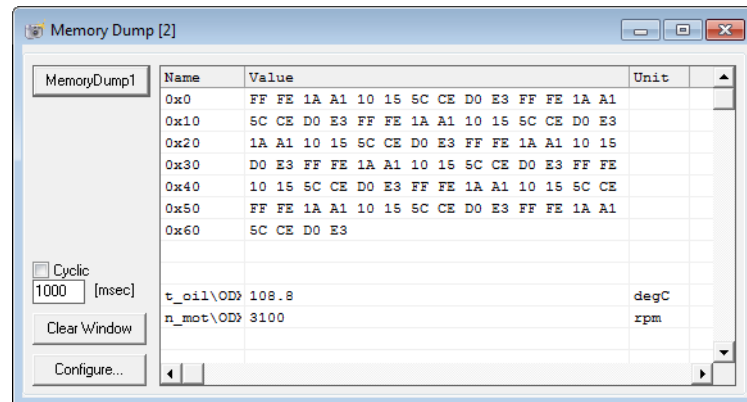 Memory Dump [2]
MemoryDump1
Name Value Unit
0x0 FF FE 1A A1 10 15 5C CE D0 E3 FF FE 1A A1
0x10 5C CE D0 E3 FF FE 1A A1 10 15 5C CE D0 E3
0x20 1A A1 10 15 5C CE D0 E3 FF FE 1A A1 10 15
0x30 D0 E3 FF FE 1A A1 10 15 5C CE D0 E3 FF FE
0x40 10 15 5C CE D0 E3 FF FE 1A A1 10 15 5C CE
0x50 FF FE 1A A1 10 15 5C CE D0 E3 FF FE 1A A1
0x60 5C CE D0 E3
Cyclic
1000 [msec]
t_oil\OD 108.8 degC
n_mot\OD 3100 rpm
Clear Window
Configure...